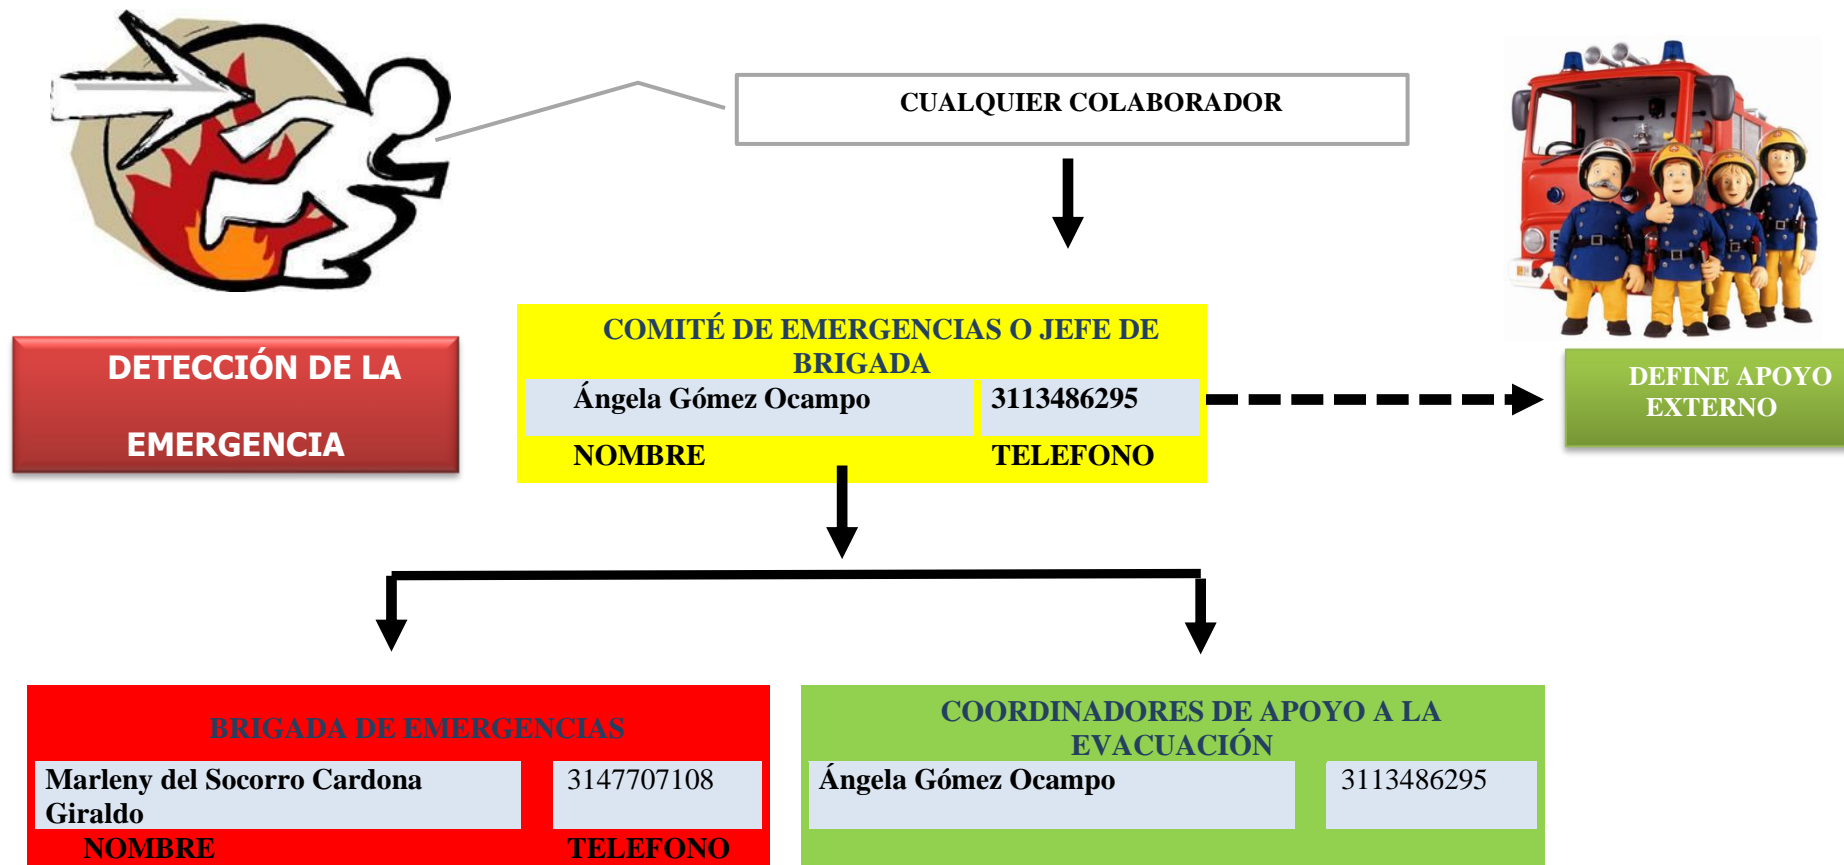 CUALQUIER COLABORADOR
DETECCIÓN DE LA
EMERGENCIA
COMITÉ DE EMERGENCIAS O JEFE DE
BRIGADA
Ángela Gómez Ocampo 3113486295
NOMBRE TELEFONO
DEFINE APOYO
EXTERNO
BRIGADA DE EMERGENCIAS
Marleny del Socorro Cardona
Giraldo
3147707108
NOMBRE TELEFONO
COORDINADORES DE APOYO A LA
EVACUACIÓN
Ángela Gómez Ocampo 3113486295